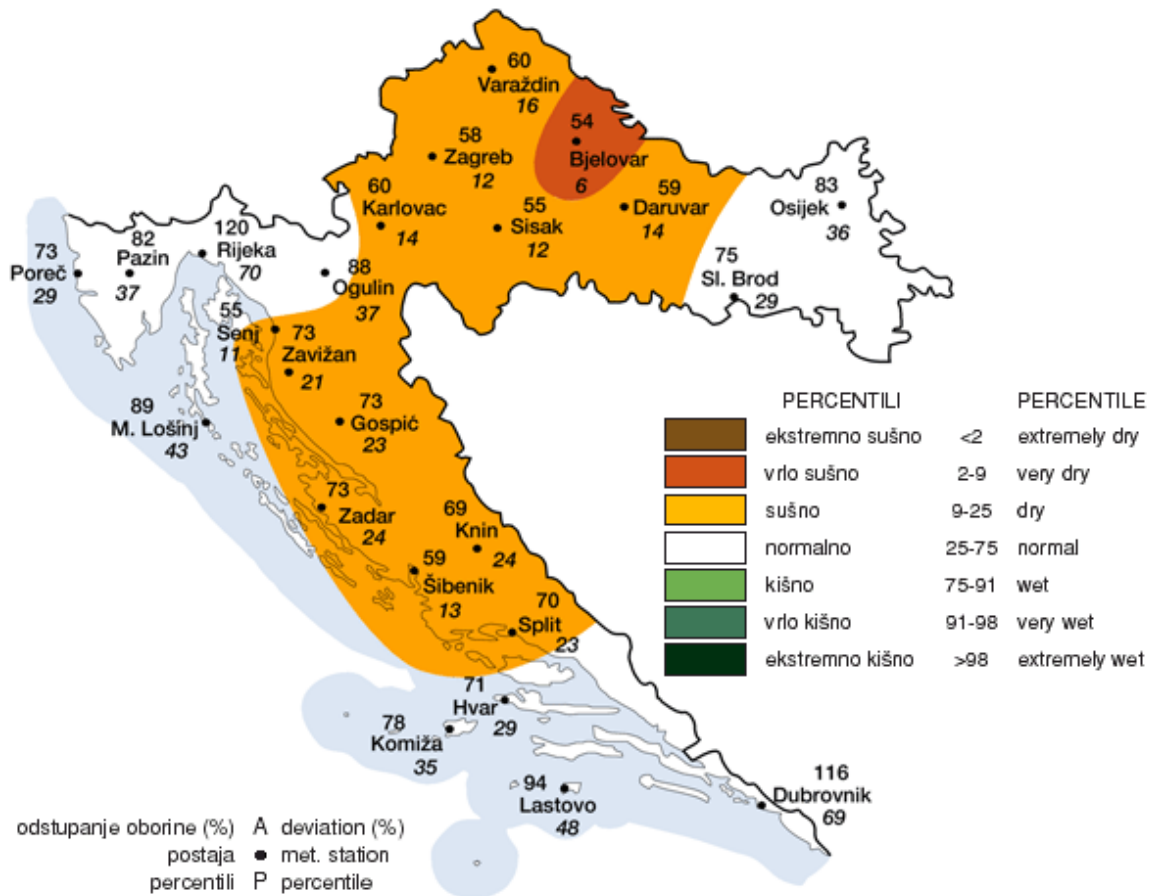 60
Varaždin
16
54
Bjelovar
6
58
Zagreb
12
60
Karlovac
14
55
Sisak
12
59
Daruvar
14
83
Osijek
36
75
Sl. Brod
29
73
Poreč
29
82
Pazin
37
120
Rijeka
70
88
Ogulin
37
55
Senj
11
73
Zavižan
21
73
Gospić
23
89
M. Lošinj
43
73
Zadar
24
69
Knin
24
59
Šibenik
13
70
Split
23
71
Hvar
29
78
Komiža
35
94
Lastovo
48
116
Dubrovnik
69
PERCENTILI PERCENTILE
ekstremno sušno <2 extremely dry
vrlo sušno 2-9 very dry
sušno 9-25 dry
normalno 25-75 normal
kišno 75-91 wet
vrlo kišno 91-98 very wet
ekstremno kišno >98 extremely wet
odstupanje oborine (%) A deviation (%)
postaja ● met. station
percentili P percentile